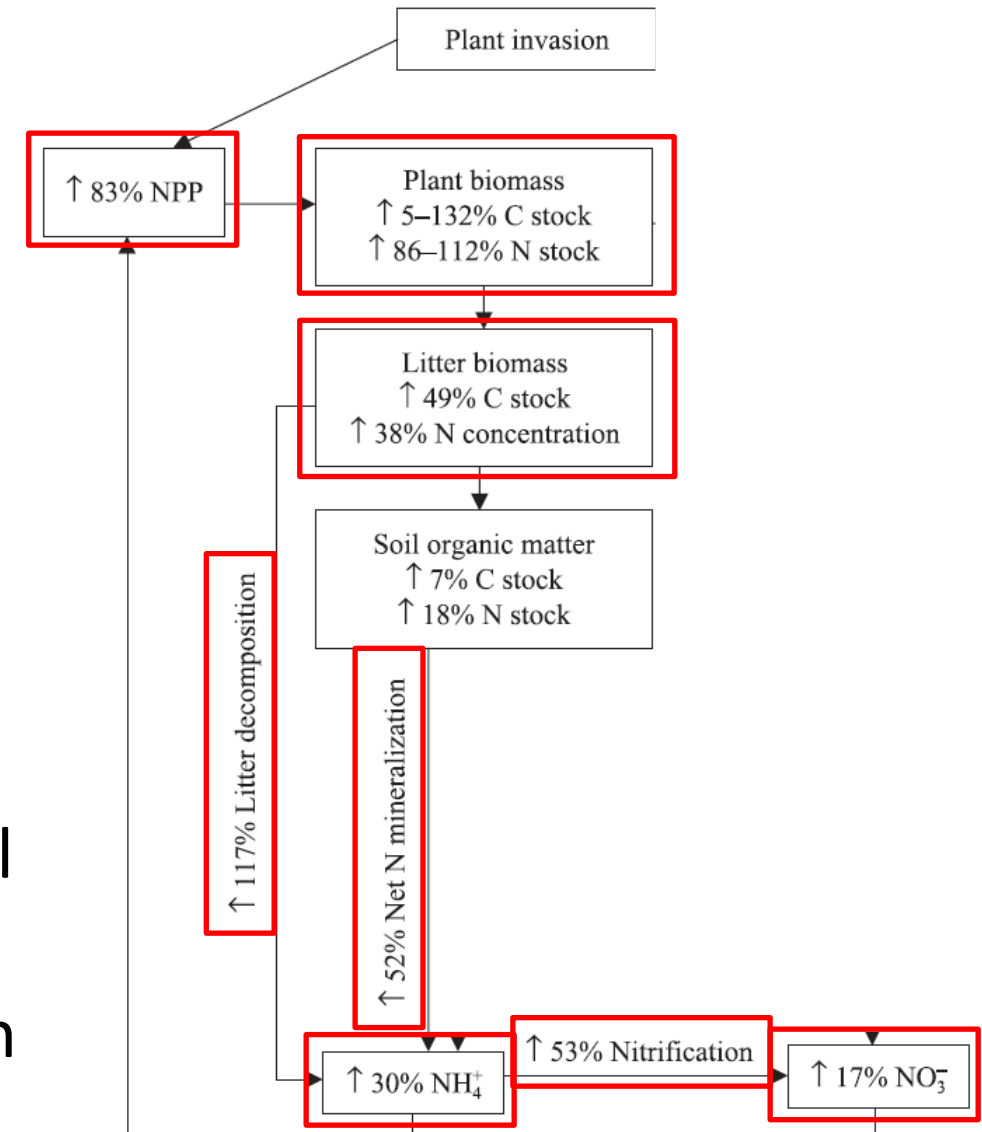 Plant invasion
↑ 83% NPP
Plant biomass
↑ 5–132% C stock
↑ 86–112% N stock
Litter biomass
↑ 49% C stock
↑ 38% N concentration
Soil organic matter
↑ 7% C stock
↑ 18% N stock
↑ 117% Litter decomposition
↑ 52% Net N mineralization
↑ 30% NH₄⁺
↑ 53% Nitrification
↑ 17% NO₃⁻